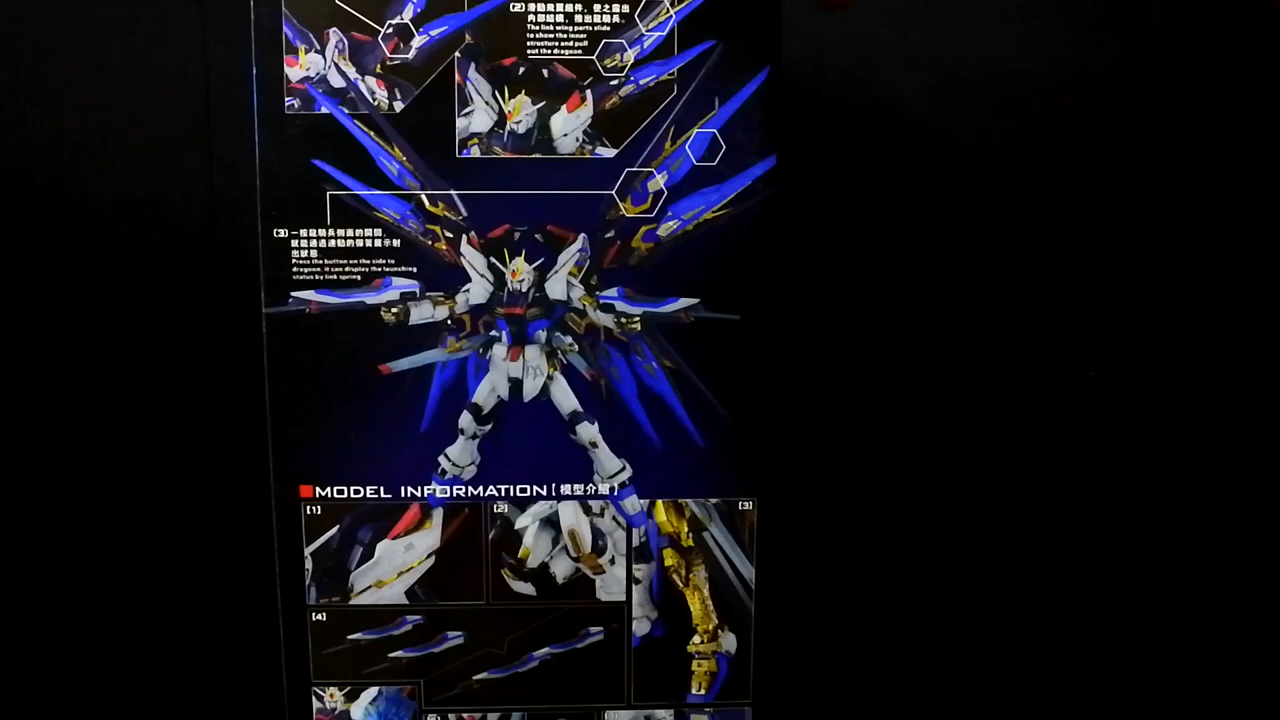 (2) 滑動飛翼組件，使之露出
內部結構，推出龍騎兵。
The link wing parts slide
to show the inner
structure and pull
out the dragoon.
(3) 一按龍騎兵側面的開關，
就能通過連動的彈簧展示射
出狀態
Press the button on the side to
dragoon, it can display the launching
status by link spring
MODEL INFORMATION【模型介紹】
[1]
[2]
[3]
[4]